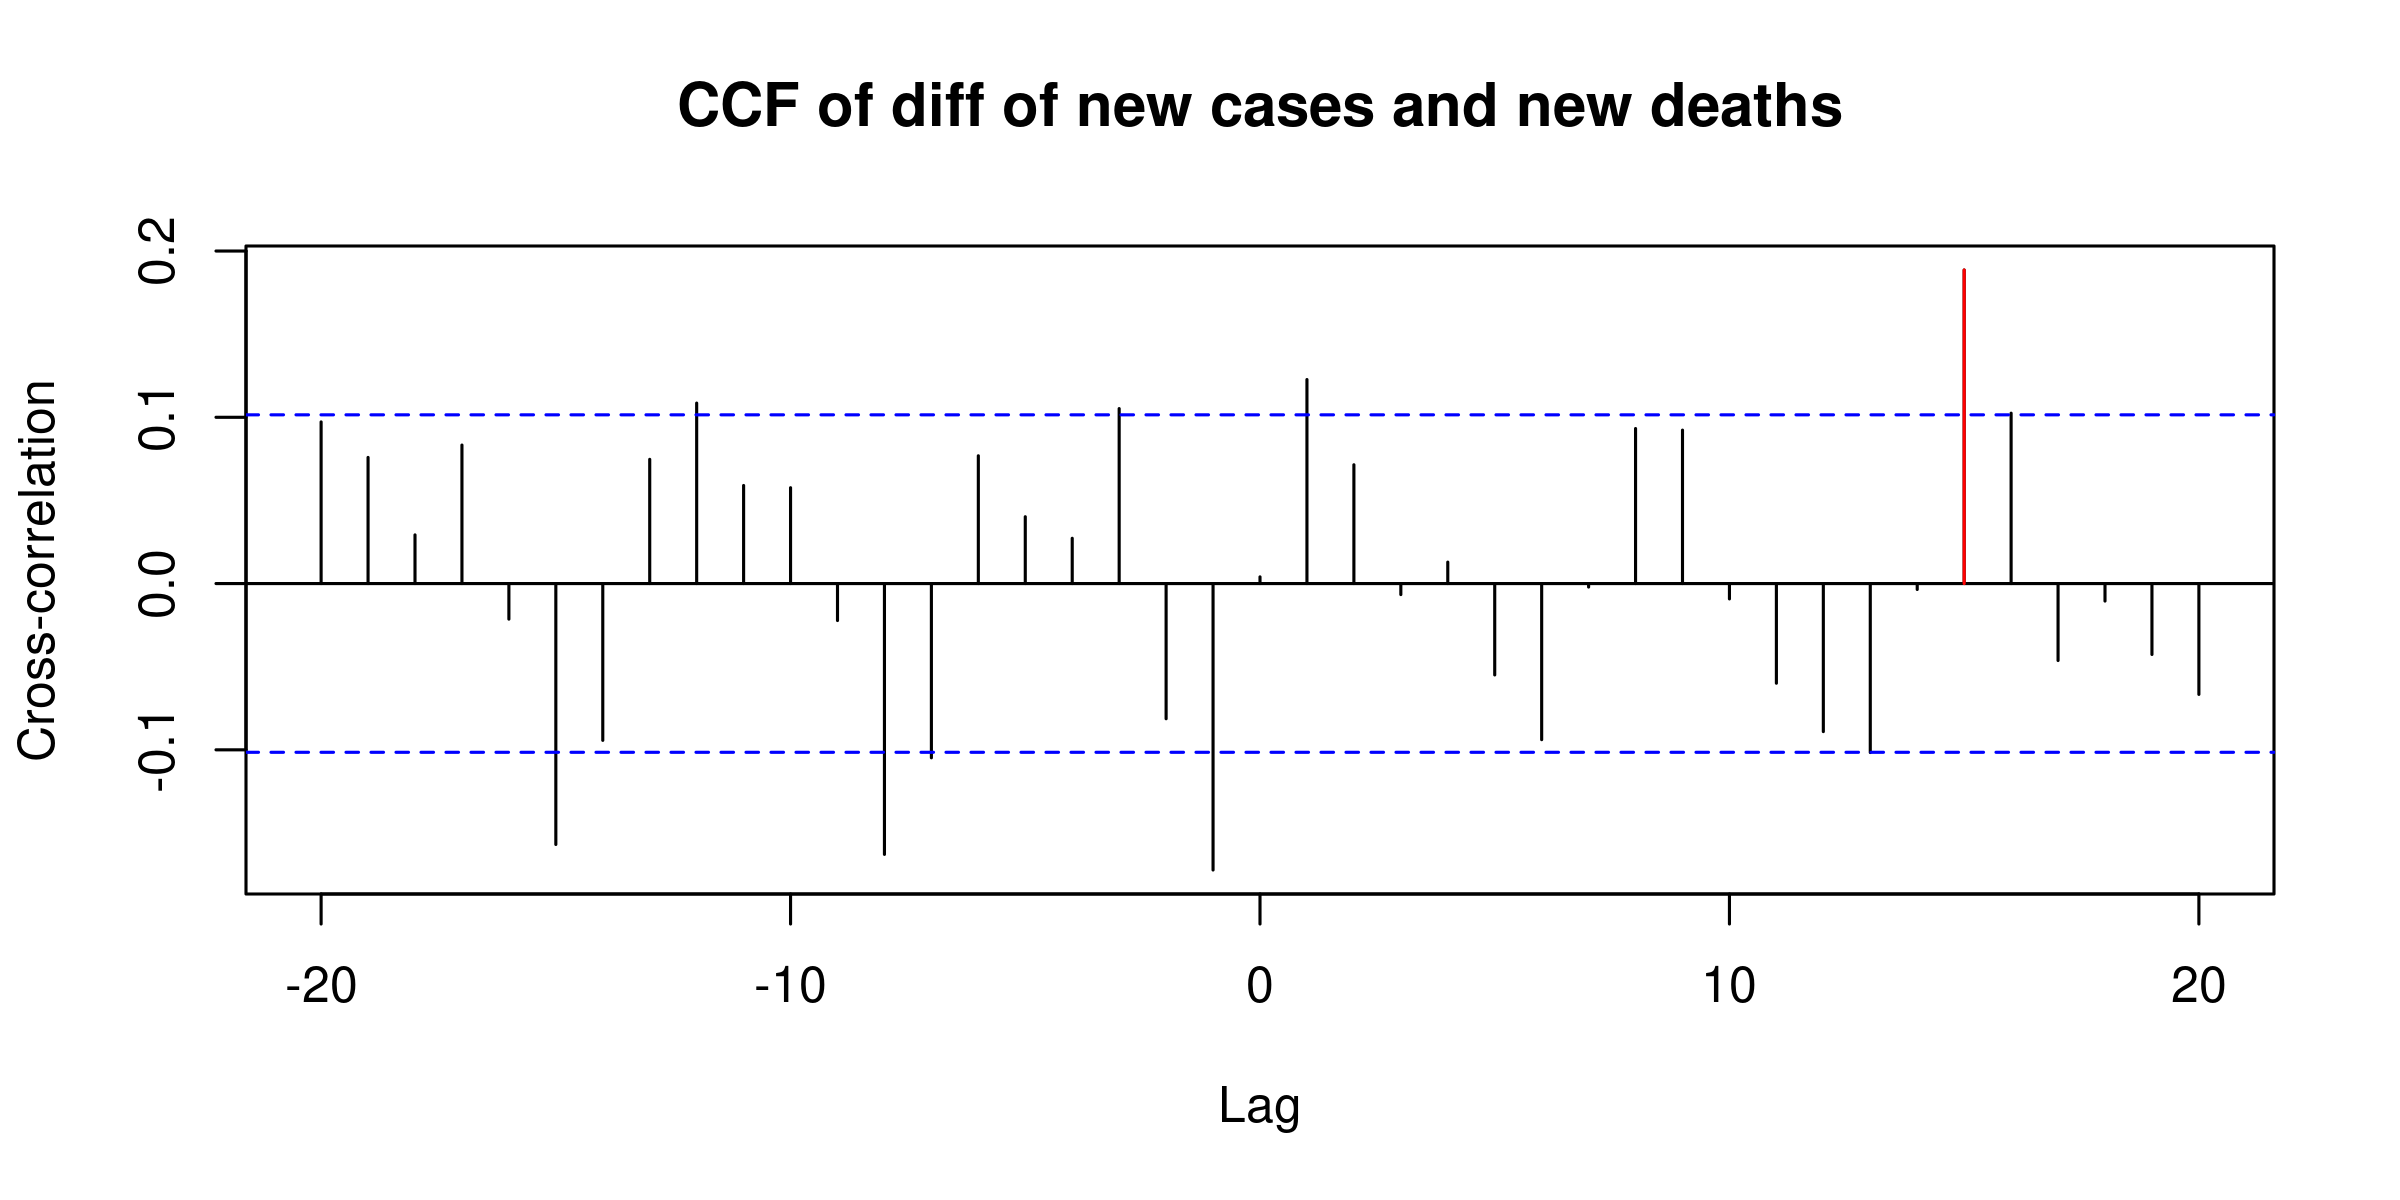 CCF of diff of new cases and new deaths
Cross-correlation
0.2
0.1
0.0
-0.1
-20 -10 0 10 20
Lag